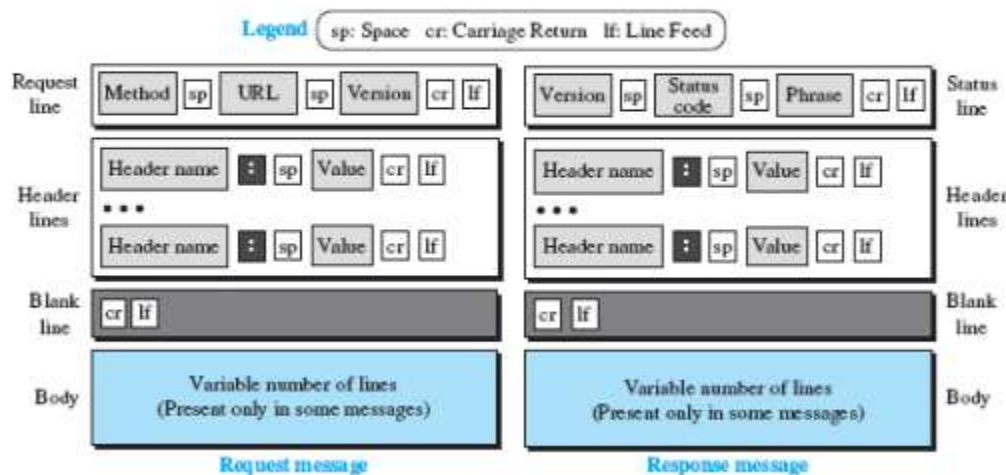 Legend sp: Space cr: Carriage Return lf: Line Feed
Request line
Method sp URL sp Version cr lf
Header lines
Header name : sp Value cr lf
•••
Header name : sp Value cr lf
Blank line
cr lf
Body
Variable number of lines
(Present only in some messages)
Request message
Version sp Status code sp Phrase cr lf
Status line
Header name : sp Value cr lf
•••
Header name : sp Value cr lf
Header lines
cr lf
Blank line
Variable number of lines
(Present only in some messages)
Body
Response message